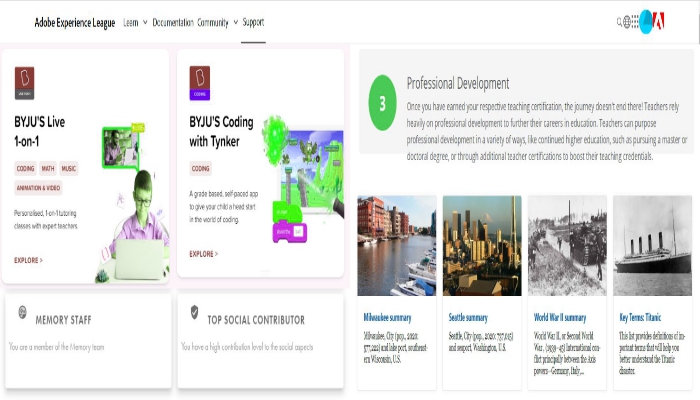 Adobe Experience League
Learn
Documentation
Community
Support
BYJU'S Live
1-on-1
CODING
MATH
MUSIC
ANIMATION & VIDEO
Personalised, 1-on-1 tutoring
classes with expert teachers.
EXPLORE >
CODING
BYJU'S Coding
with Tynker
CODING
A grade based, self-paced app
to give your child a head start
in the world of coding.
EXPLORE >
MEMORY STAFF
You are a member of the Memory team
TOP SOCIAL CONTRIBUTOR
You have a high contribution level to the social aspects
3
Professional Development
Once you have earned your respective teaching certification, the journey doesn't end there! Teachers rely
heavily on professional development to further their careers in education. Teachers can purpose
professional development in a variety of ways, like continued higher education, such as pursuing a master or
doctoral degree, or through additional teacher certifications to boost their teaching credentials.
Milwaukee summary
Milwaukee, City (pop., 2020:
577,222) and lake port, southeast-
ern Wisconsin, U.S.
Seattle summary
Seattle, City (pop., 2020: 737,015)
and seaport, Washington, U.S.
World War II summary
World War II, or Second World
War, (1939–45) International con-
flict principally between the Axis
powers—Germany, Italy,...
Key Terms: Titanic
This list provides definitions of im-
portant terms that will help you
better understand the Titanic
disaster.